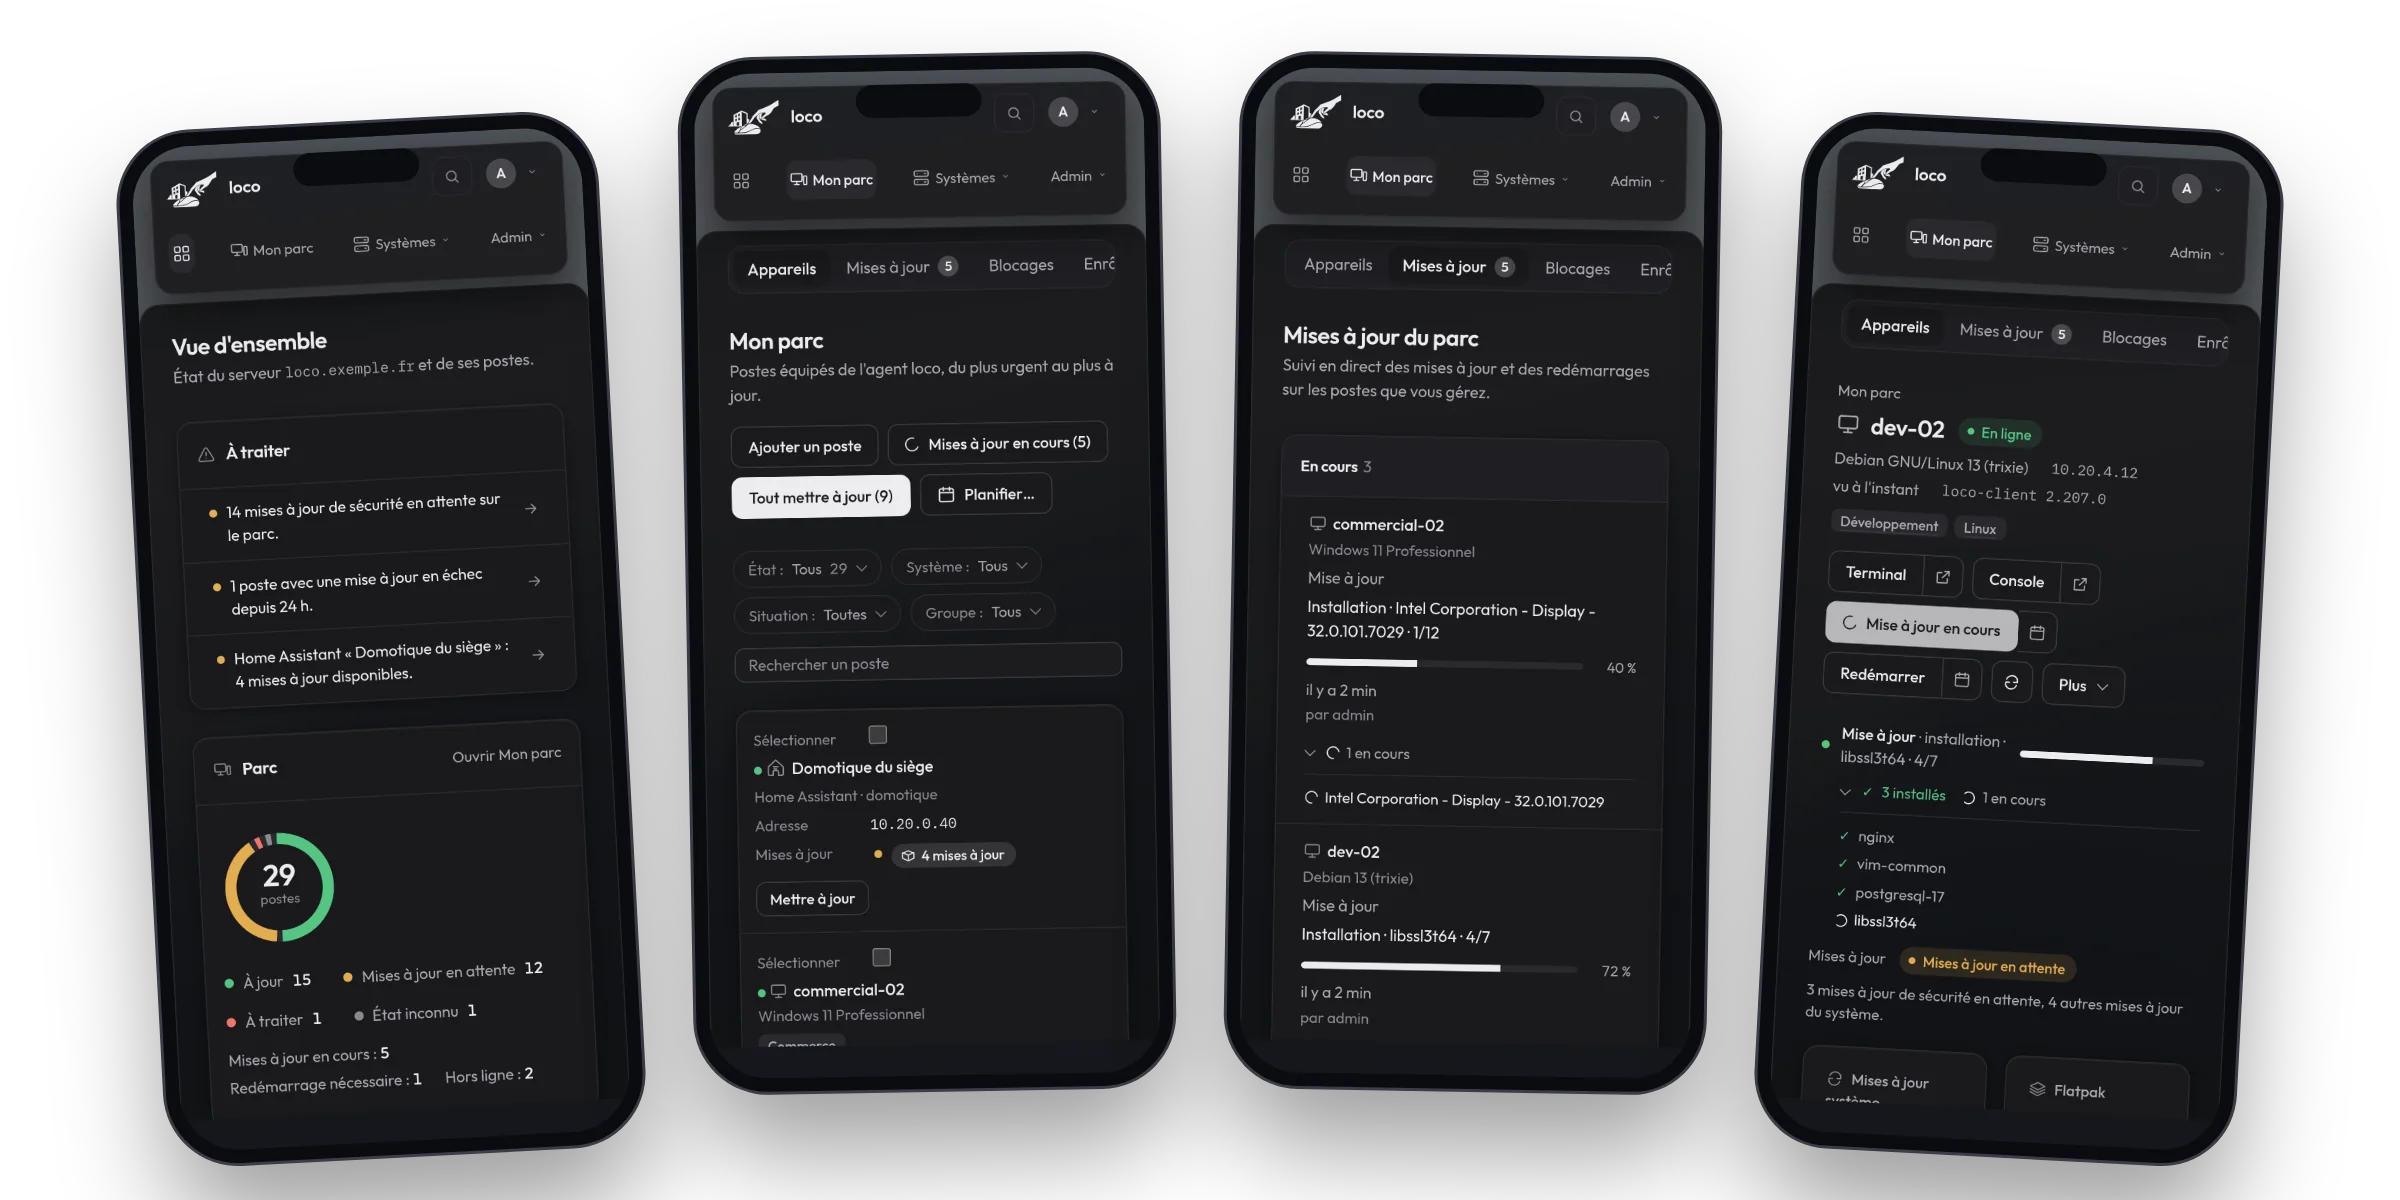 loco
A
Mon parc
Systèmes
Admin
Vue d'ensemble
État du serveur loco.exemple.fr et de ses postes.
À traiter
14 mises à jour de sécurité en attente sur
le parc.
1 poste avec une mise à jour en échec
depuis 24 h.
Home Assistant « Domotique du siège » :
4 mises à jour disponibles.
Parc
Ouvrir Mon parc
29
postes
À jour 15
Mises à jour en attente 12
À traiter 1
État inconnu 1
Mises à jour en cours : 5
Redémarrage nécessaire : 1
Hors ligne : 2
loco
A
Mon parc
Systèmes
Admin
Appareils
Mises à jour 5
Blocages
Enrô
Mon parc
Postes équipés de l'agent loco, du plus urgent au plus à
jour.
Ajouter un poste
Mises à jour en cours (5)
Tout mettre à jour (9)
Planifier...
État : Tous 29
Système : Tous
Situation : Toutes
Groupe : Tous
Rechercher un poste
Sélectionner
Domotique du siège
Home Assistant · domotique
Adresse
10.20.0.40
Mises à jour
4 mises à jour
Mettre à jour
Sélectionner
commercial-02
Windows 11 Professionnel
Commerce
loco
A
Mon parc
Systèmes
Admin
Appareils
Mises à jour 5
Blocages
Enrô
Mises à jour du parc
Suivi en direct des mises à jour et des redémarrages
sur les postes que vous gérez.
En cours 3
commercial-02
Windows 11 Professionnel
Mise à jour
Installation · Intel Corporation - Display -
32.0.101.7029 · 1/12
40 %
il y a 2 min
par admin
1 en cours
Intel Corporation - Display - 32.0.101.7029
dev-02
Debian 13 (trixie)
Mise à jour
Installation · libssl3t64 · 4/7
72 %
il y a 2 min
par admin
loco
A
Mon parc
Systèmes
Admin
Appareils
Mises à jour 5
Blocages
Enrô
Mon parc
dev-02
En ligne
Debian GNU/Linux 13 (trixie)
10.20.4.12
vu à l'instant
loco-client 2.207.0
Développement
Linux
Terminal
Console
Mise à jour en cours
Redémarrer
Plus
Mise à jour · installation ·
libssl3t64 · 4/7
3 installés
1 en cours
nginx
vim-common
postgresql-17
libssl3t64
Mises à jour
Mises à jour en attente
3 mises à jour de sécurité en attente, 4 autres mises à jour
du système.
Mises à jour
système
Flatpak